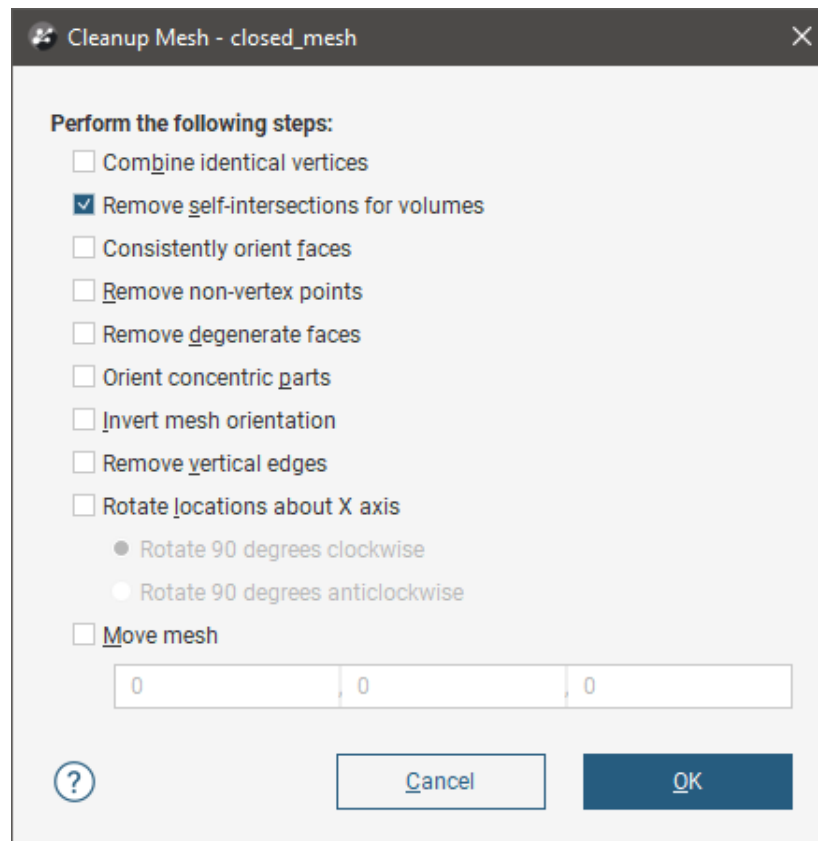 Cleanup Mesh - closed_mesh
Perform the following steps:
Combine identical vertices
Remove self-intersections for volumes
Consistently orient faces
Remove non-vertex points
Remove degenerate faces
Orient concentric parts
Invert mesh orientation
Remove vertical edges
Rotate locations about X axis
Rotate 90 degrees clockwise
Rotate 90 degrees anticlockwise
Move mesh
0 , 0 , 0
? Cancel OK